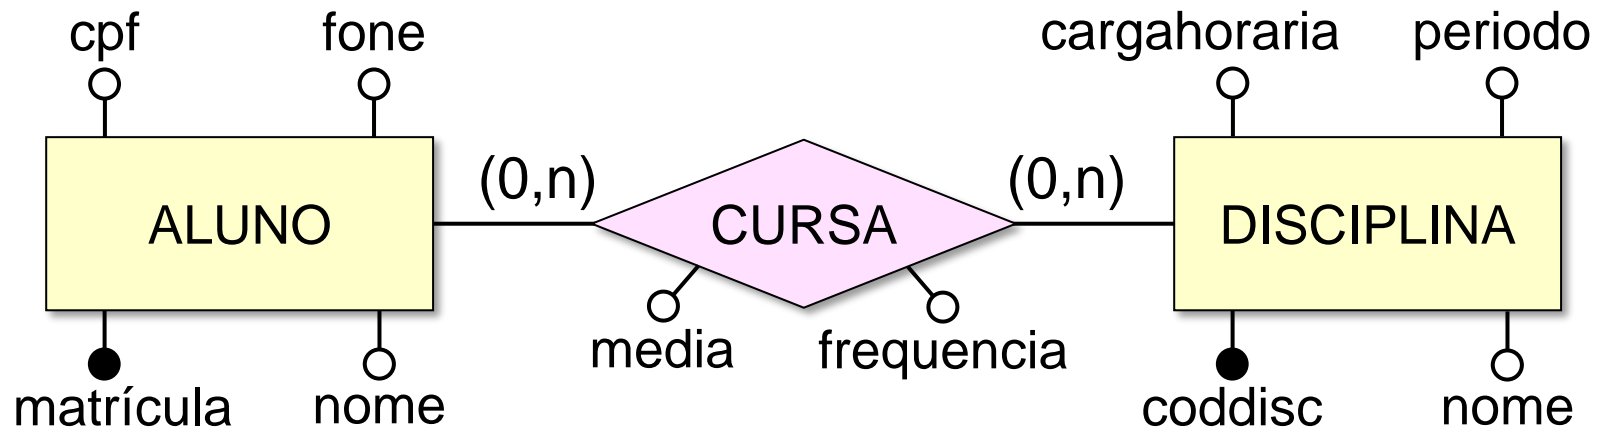 cpf
fone
cargahoraria
periodo
(0,n)
(0,n)
ALUNO
CURSA
DISCIPLINA
media
frequencia
matrícula
nome
coddisc
nome